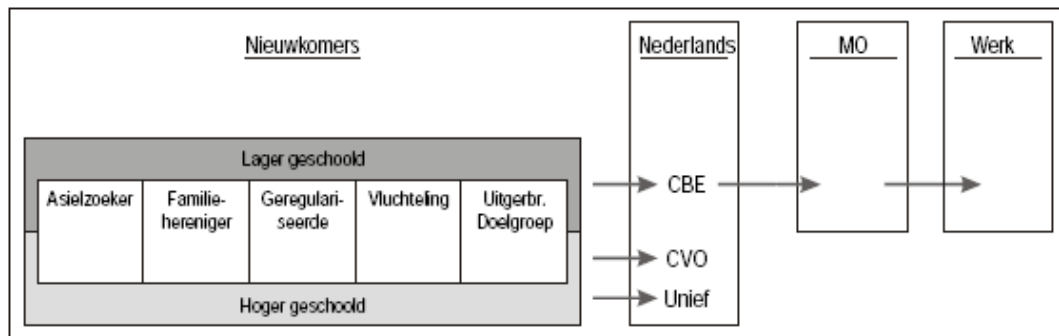 Nieuwkomers
Nederlands
MO
Werk
Lager geschoold
Asielzoeker
Familie-
hereniger
Geregulari-
seerde
Vluchteling
Uitgerbr.
Doelgroep
CBE
CVO
Unief
Hoger geschoold